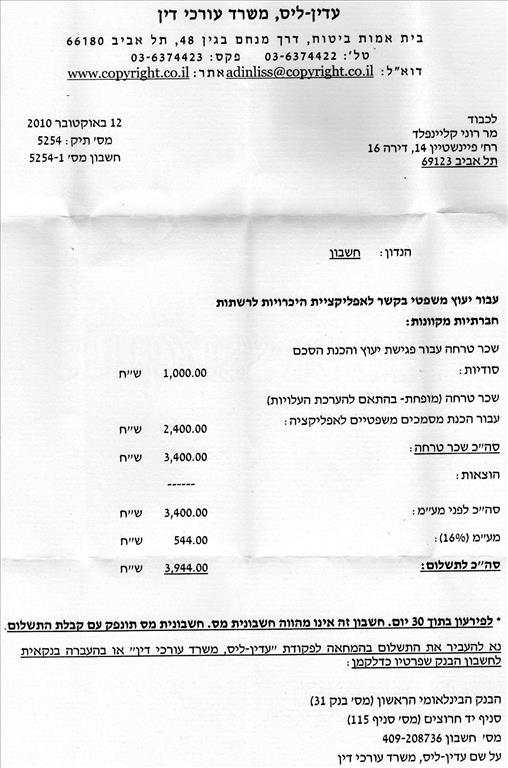 עדין-ליס, משרד עורכי דין
בית אמות ביטוח, דרך מנחם בגין 48, תל אביב 66180
טל': 03-6374422 פקס: 03-6374423
דוא"ל: adinliss@copyright.co.il אתר: www.copyright.co.il
לכבוד
מר רוני קליינפלד
רח' פיינשטיין 14, דירה 16
תל אביב 69123
12 באוקטובר 2010
מס' תיק: 5254
חשבון מס' 5254-1
הנדון: חשבון
עבור יעוץ משפטי בקשר לאפליקציית היכרויות לרשתות
חברתיות מקוונות:
שכר טרחה עבור פגישת יעוץ והכנת הסכם
סודיות: 1,000.00 ש"ח
שכר טרחה (מופחת- בהתאם להערכת העלויות)
עבור הכנת מסמכים משפטיים לאפליקציה: 2,400.00 ש"ח
סה"כ שכר טרחה: 3,400.00 ש"ח
הוצאות: ------
סה"כ לפני מע"מ: 3,400.00 ש"ח
מע"מ (16%): 544.00 ש"ח
סה"כ לתשלום: 3,944.00 ש"ח
* לפירעון בתוך 30 יום. חשבון זה אינו מהווה חשבונית מס. חשבונית מס תונפק עם קבלת התשלום.
נא להעביר את התשלום בהמחאה לפקודת "עדין-ליס, משרד עורכי דין" או בהעברה בנקאית
לחשבון הבנק שפרטיו כדלקמן:
הבנק הבינלאומי הראשון (מס' בנק 31)
סניף יד חרוצים (מס' סניף 115)
מס' חשבון 409-208736
על שם עדין-ליס, משרד עורכי דין